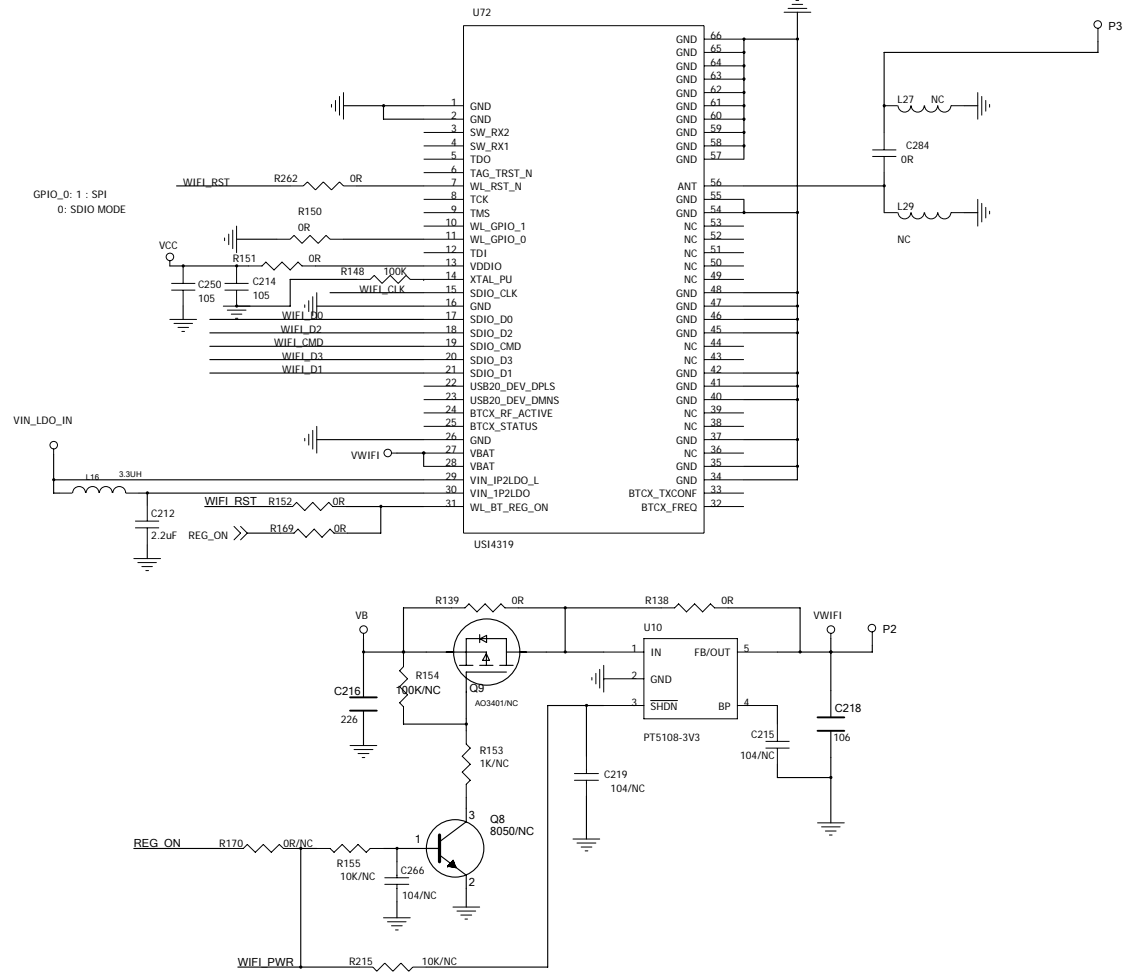 U72
P3
GND 66
GND 65
GND 64
GND 63
GND 62
GND 61
GND 60
GND 59
GND 58
GND 57
ANT 56
GND 55
GND 54
NC 53
NC 52
NC 51
NC 50
NC 49
GND 48
GND 47
GND 46
GND 45
NC 44
NC 43
GND 42
GND 41
GND 40
NC 39
NC 38
GND 37
NC 36
GND 35
GND 34
BTCX_TXCONF 33
BTCX_FREQ 32
1 GND
2 GND
3 SW_RX2
4 SW_RX1
5 TDO
6 TAG_TRST_N
7 WL_RST_N
8 TCK
9 TMS
10 WL_GPIO_1
11 WL_GPIO_0
12 TDI
13 VDDIO
14 XTAL_PU
15 SDIO_CLK
16 GND
17 SDIO_D0
18 SDIO_D2
19 SDIO_CMD
20 SDIO_D3
21 SDIO_D1
22 USB20_DEV_DPLS
23 USB20_DEV_DMNS
24 BTCX_RF_ACTIVE
25 BTCX_STATUS
26 GND
27 VBAT
28 VBAT
29 VIN_IP2LDO_L
30 VIN_1P2LDO
31 WL_BT_REG_ON
USI4319
L27 NC
C284
0R
L29
NC
WIFI_RST R262 0R
GPIO_0: 1 : SPI
0: SDIO MODE
R150
0R
VCC
R151 0R
C250
105
C214
105
R148 100K
WIFI_CLK
WIFI_D0
WIFI_D2
WIFI_CMD
WIFI_D3
WIFI_D1
VIN_LDO_IN
VWIFI
L16 3.3UH
WIFI_RST R152 0R
C212
2.2uF
REG_ON R169 0R
R139 0R
R138 0R
VB
U10
VWIFI
P2
1 IN
2 GND
3 SHDN
FB/OUT 5
BP 4
PT5108-3V3
R154
100K/NC
Q9
AO3401/NC
C216
226
C218
106
C215
104/NC
R153
1K/NC
C219
104/NC
3
Q8
8050/NC
1
2
REG_ON R170 0R/NC
R155
10K/NC
C266
104/NC
WIFI_PWR R215 10K/NC